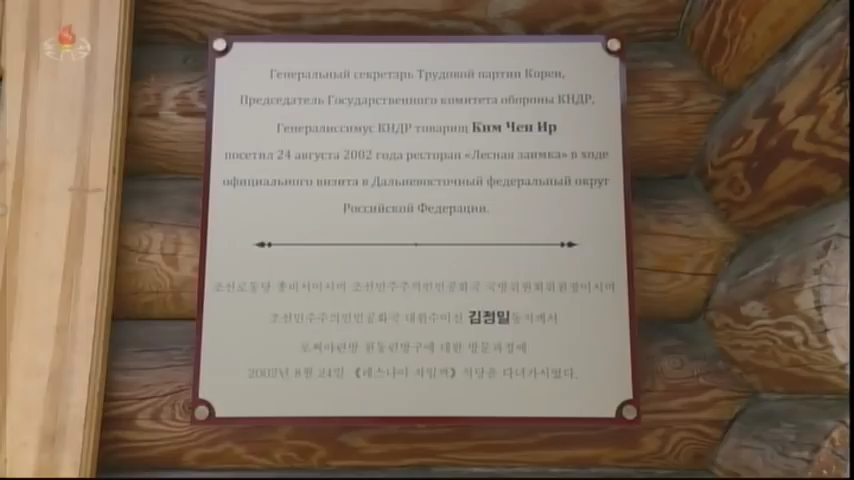 Генеральный секретарь Трудовой партии Кореи,
Председатель Государственного комитета обороны КНДР,
Генералиссимус КНДР товарищ Ким Чен Ир
посетил 24 августа 2002 года ресторан «Лесная заимка» в ходе
официального визита в Дальневосточный федеральный округ
Российской Федерации.
조선로동당 총비서이시며 조선민주주의인민공화국 국방위원회위원장이시며
조선민주주의인민공화국 대원수이신 김정일동지께서
로씨야련방 원동련방구에 대한 방문과정에
2002년 8월 24일 《레스나야 자임까》 식당을 다녀가시였다.